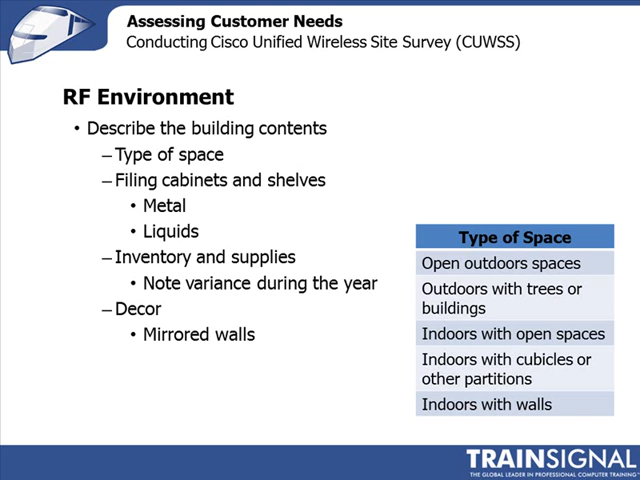 Assessing Customer Needs
Conducting Cisco Unified Wireless Site Survey (CUWSS)
RF Environment
• Describe the building contents
– Type of space
– Filing cabinets and shelves
• Metal
• Liquids
– Inventory and supplies
• Note variance during the year
– Decor
• Mirrored walls
Type of Space
Open outdoors spaces
Outdoors with trees or
buildings
Indoors with open spaces
Indoors with cubicles or
other partitions
Indoors with walls
TRAINSIGNAL
THE GLOBAL LEADER IN PROFESSIONAL COMPUTER TRAINING